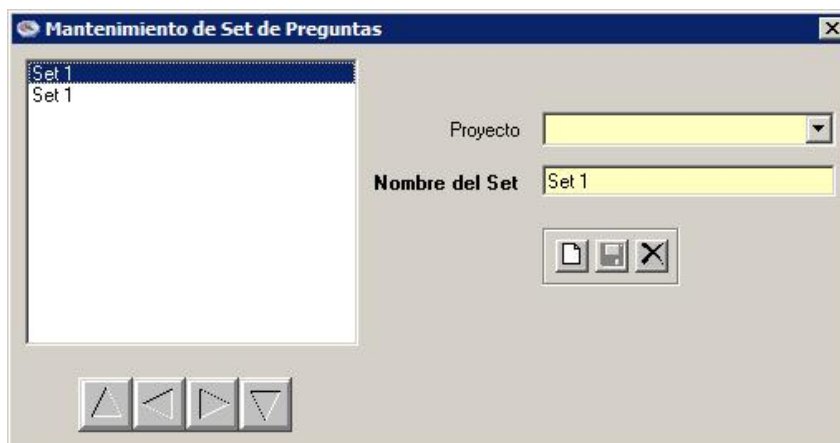 Mantenimiento de Set de Preguntas
Set 1
Set 1
Proyecto
Nombre del Set
Set 1